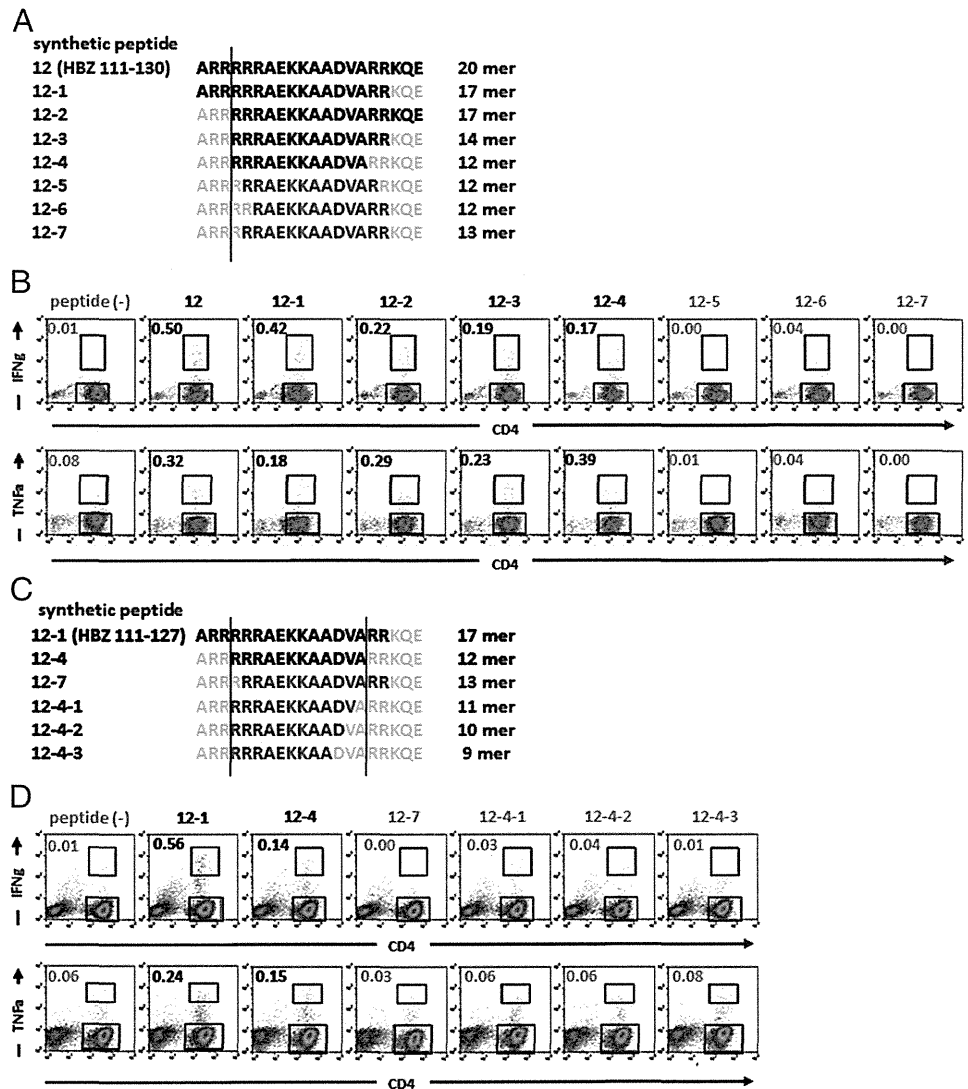 A
synthetic peptide
12 (HBZ 111-130) ARRRRRAEKKAADVARRKQE 20 mer
12-1 ARRRRRAEKKAADVARRKQE 17 mer
12-2 ARRRRRAEKKAADVARRKQE 17 mer
12-3 ARRRRRAEKKAADVARRKQE 14 mer
12-4 ARRRRRAEKKAADVARRKQE 12 mer
12-5 ARRRRRAEKKAADVARRKQE 12 mer
12-6 ARRRRRAEKKAADVARRKQE 12 mer
12-7 ARRRRRAEKKAADVARRKQE 13 mer
B
peptide (-) 12 12-1 12-2 12-3 12-4 12-5 12-6 12-7
0.01 0.50 0.42 0.22 0.19 0.17 0.00 0.04 0.00
IFNg
CD4
0.08 0.32 0.18 0.29 0.23 0.39 0.01 0.04 0.00
TNFa
CD4
C
synthetic peptide
12-1 (HBZ 111-127) ARRRRRAEKKAADVARRKQE 17 mer
12-4 ARRRRRAEKKAADVARRKQE 12 mer
12-7 ARRRRRAEKKAADVARRKQE 13 mer
12-4-1 ARRRRRAEKKAADVARRKQE 11 mer
12-4-2 ARRRRRAEKKAADVARRKQE 10 mer
12-4-3 ARRRRRAEKKAADVARRKQE 9 mer
D
peptide (-) 12-1 12-4 12-7 12-4-1 12-4-2 12-4-3
0.01 0.56 0.14 0.00 0.03 0.04 0.01
IFNg
CD4
0.06 0.24 0.15 0.03 0.06 0.06 0.08
TNFa
CD4